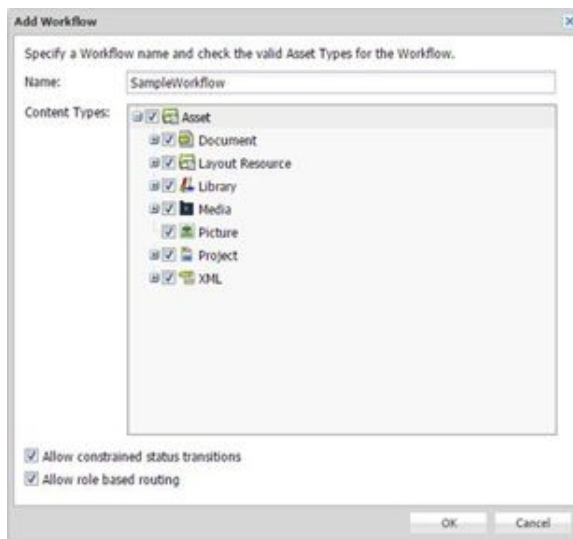 Add Workflow
Specify a Workflow name and check the valid Asset Types for the Workflow.
Name: SampleWorkflow
Content Types: Asset
Document
Layout Resource
Library
Media
Picture
Project
XML
Allow constrained status transitions
Allow role based routing
OK Cancel